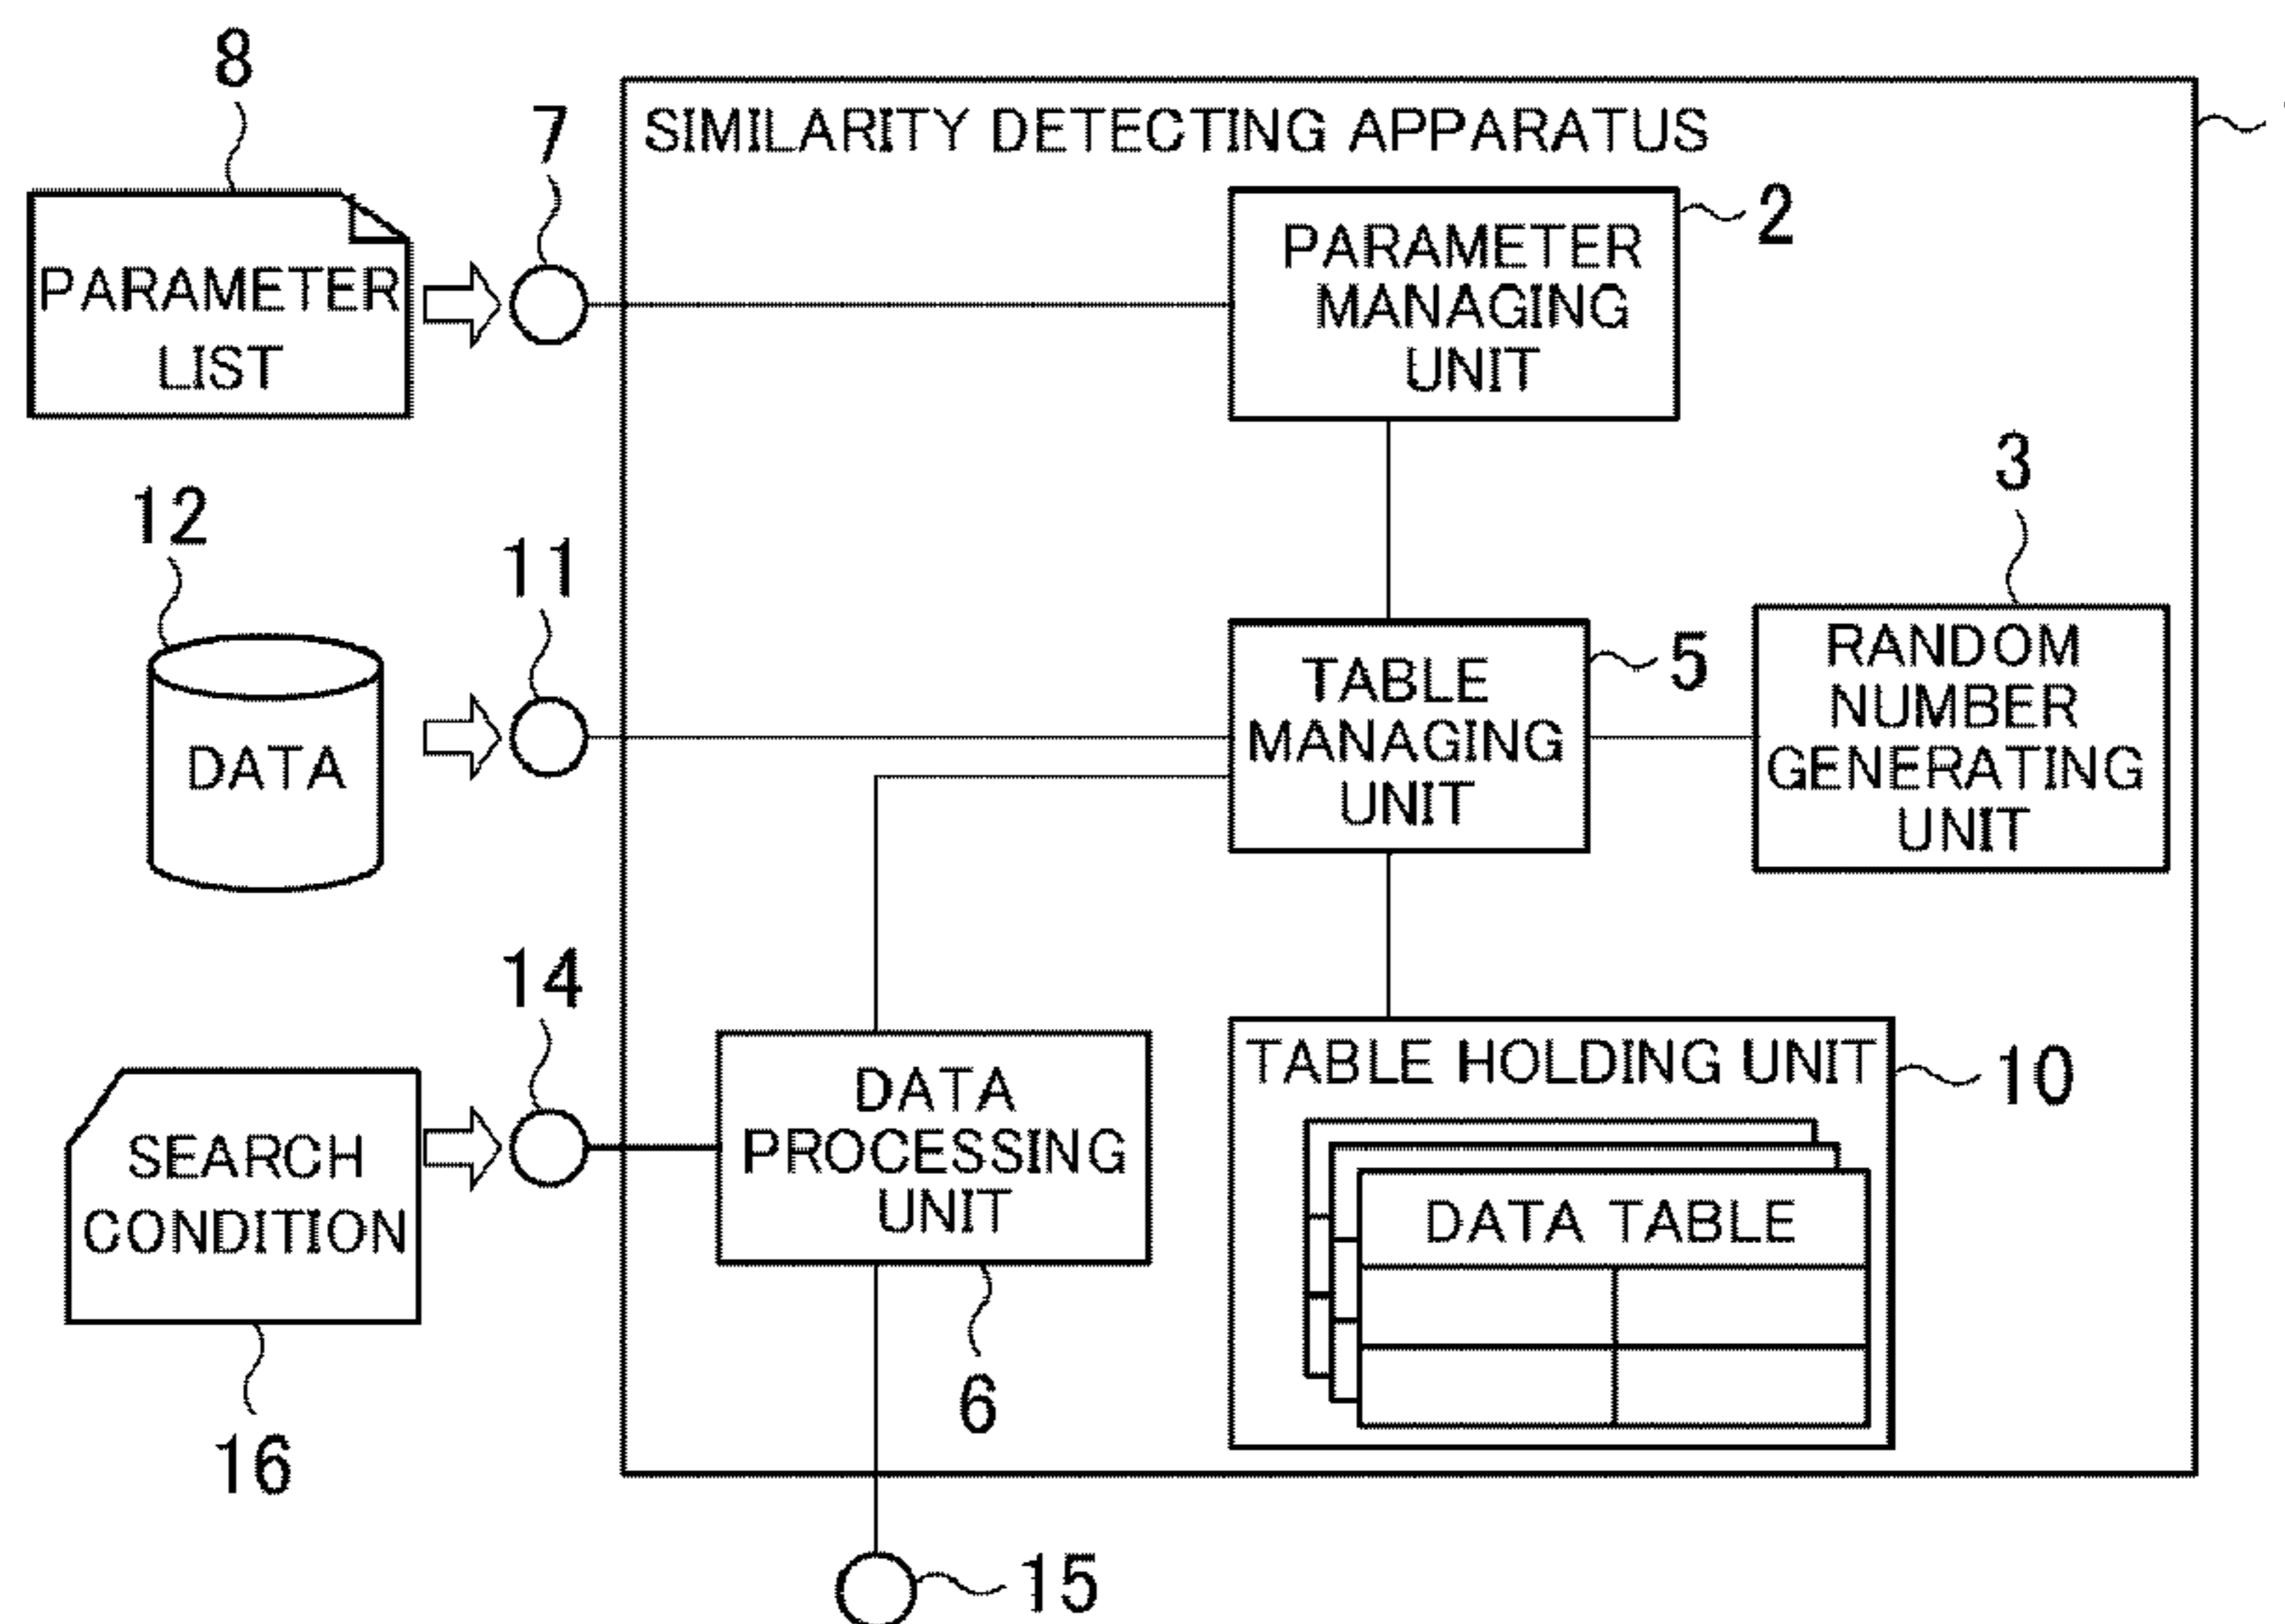 8
7
SIMILARITY DETECTING APPARATUS
PARAMETER
LIST
PARAMETER
MANAGING
UNIT
2
3
12
11
DATA
TABLE
MANAGING
UNIT
5
RANDOM
NUMBER
GENERATING
UNIT
14
SEARCH
CONDITION
16
DATA
PROCESSING
UNIT
6
TABLE HOLDING UNIT
10
DATA TABLE
15